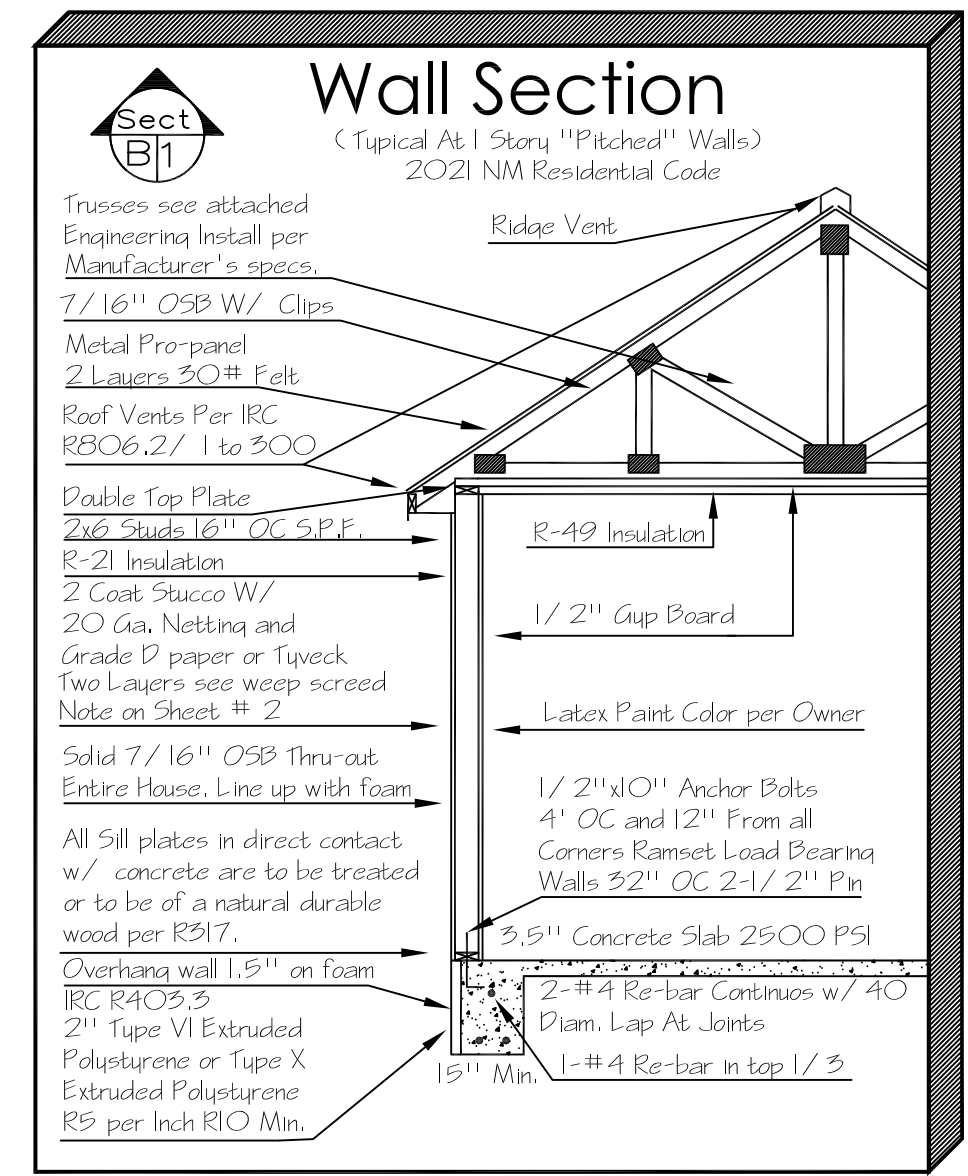 Sect
B 1
Wall Section
(Typical At 1 Story "Pitched" Walls)
2021 NM Residential Code
Trusses see attached
Engineering Install per
Manufacturer's specs.
7/16" OSB W/ Clips
Metal Pro-panel
2 Layers 30# Felt
Roof Vents Per IRC
R806.2/ 1 to 300
Double Top Plate
2x6 Studs 16" OC S.P.F.
R-21 Insulation
2 Coat Stucco W/
20 Ga. Netting and
Grade D paper or Tyveck
Two Layers see weep screed
Note on Sheet # 2
Solid 7/16" OSB Thru-out
Entire House. Line up with foam
All Sill plates in direct contact
w/ concrete are to be treated
or to be of a natural durable
wood per R317.
Overhang wall 1.5" on foam
IRC R403.3
2" Type VI Extruded
Polystyrene or Type X
Extruded Polystyrene
R5 per Inch R10 Min.
Ridge Vent
R-49 Insulation
1/2" Gyp Board
Latex Paint Color per Owner
1/2"x10" Anchor Bolts
4' OC and 12" From all
Corners Ramset Load Bearing
Walls 32" OC 2-1/2" Pin
3.5" Concrete Slab 2500 PSI
2-#4 Re-bar Continuos w/ 40
Diam. Lap At Joints
1-#4 Re-bar in top 1/3
15" Min.